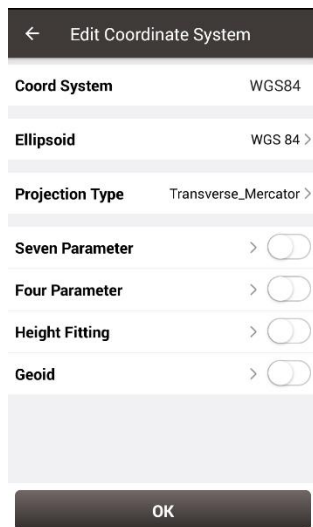 Edit Coordinate System
Coord System WGS84
Ellipsoid WGS 84
Projection Type Transverse_Mercator
Seven Parameter
Four Parameter
Height Fitting
Geoid
OK